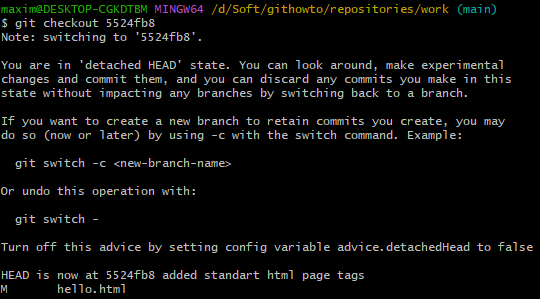 maxim@DESKTOP-CGKDTBM MINGW64 /d/Soft/githowto/repositories/work (main)
$ git checkout 5524fb8
Note: switching to '5524fb8'.

You are in 'detached HEAD' state. You can look around, make experimental
changes and commit them, and you can discard any commits you make in this
state without impacting any branches by switching back to a branch.

If you want to create a new branch to retain commits you create, you may
do so (now or later) by using -c with the switch command. Example:

  git switch -c <new-branch-name>

Or undo this operation with:

  git switch -

Turn off this advice by setting config variable advice.detachedHead to false

HEAD is now at 5524fb8 added standart html page tags
M       hello.html